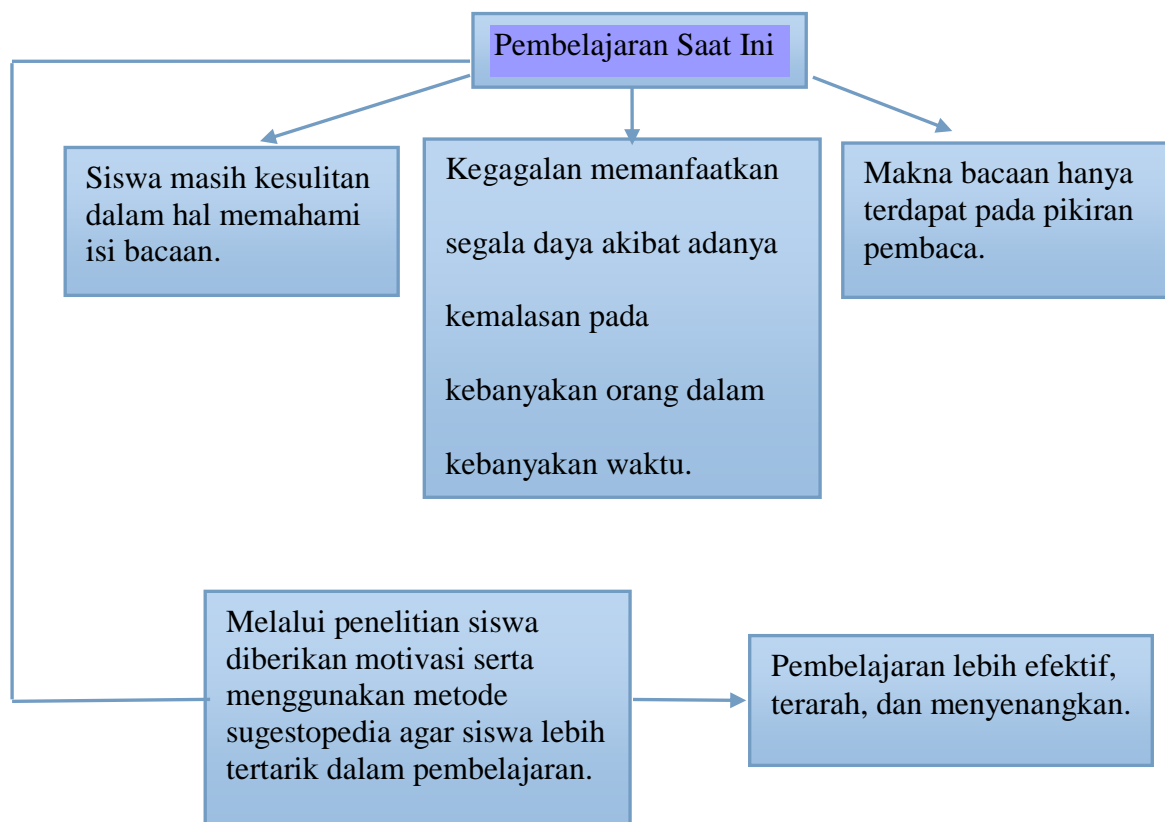 Pembelajaran Saat Ini
Siswa masih kesulitan
dalam hal memahami
isi bacaan.
Kegagalan memanfaatkan
segala daya akibat adanya
kemalasan pada
kebanyakan orang dalam
kebanyakan waktu.
Makna bacaan hanya
terdapat pada pikiran
pembaca.
Melalui penelitian siswa
diberikan motivasi serta
menggunakan metode
sugestopedia agar siswa lebih
tertarik dalam pembelajaran.
Pembelajaran lebih efektif,
terarah, dan menyenangkan.